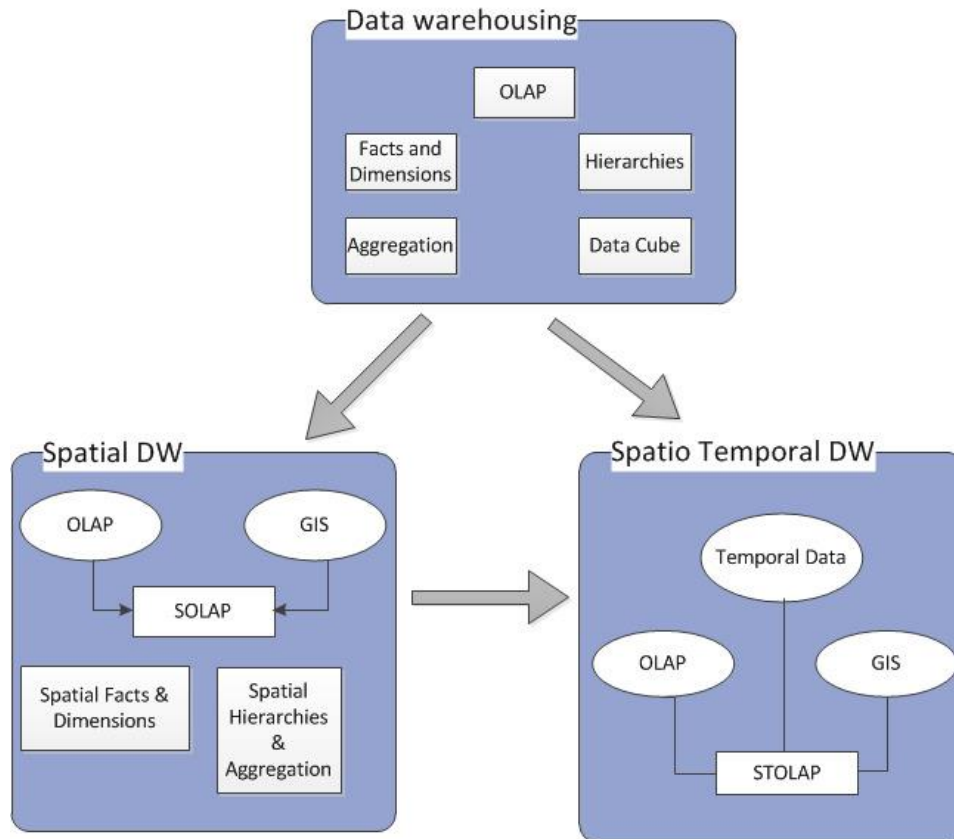 Data warehousing
OLAP
Facts and
Dimensions
Hierarchies
Aggregation
Data Cube
Spatial DW
OLAP
GIS
SOLAP
Spatial Facts &
Dimensions
Spatial
Hierarchies
&
Aggregation
Spatio Temporal DW
Temporal Data
OLAP
GIS
STOLAP